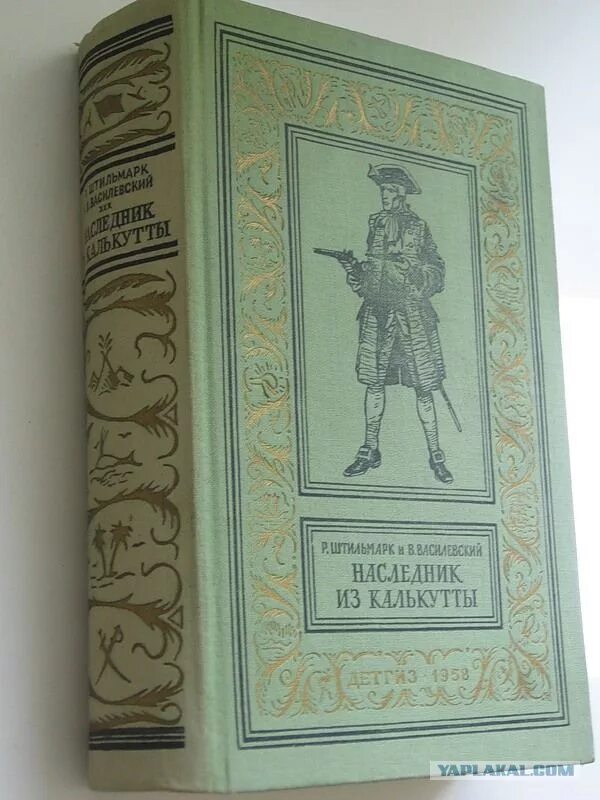 Р. ШТИЛЬМАРК
В. ВАСИЛЕВСКИЙ
НАСЛЕДНИК
КАЛЬКУТТЫ
Р. ШТИЛЬМАРК и В. ВАСИЛЕВСКИЙ
НАСЛЕДНИК
ИЗ КАЛЬКУТТЫ
ДЕТГИЗ 1958
YAPLAKAL.COM